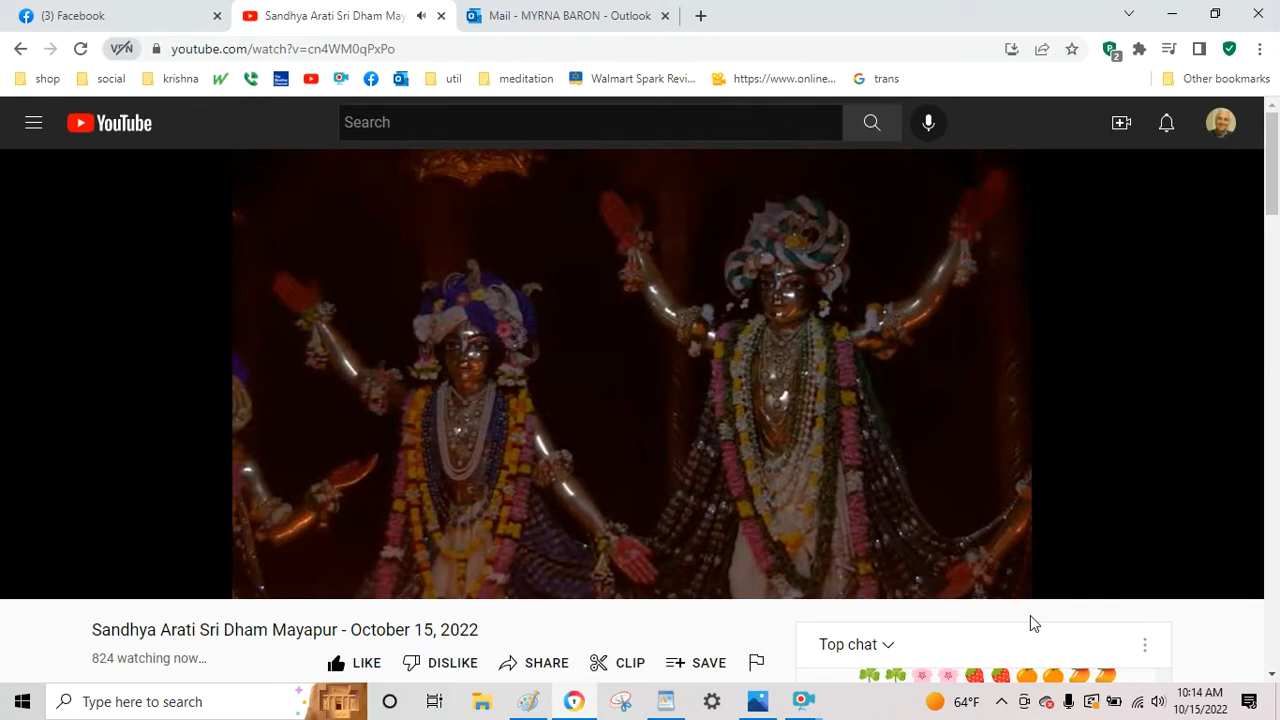 (3) Facebook
Sandhya Arati Sri Dham May
Mail - MYRNA BARON - Outlook
VPN
youtube.com/watch?v=cn4WM0qPxPo
2
shop
social
krishna
util
meditation
Walmart Spark Revi...
https://www.online...
trans
Other bookmarks
YouTube
Search
Sandhya Arati Sri Dham Mayapur - October 15, 2022
824 watching now...
LIKE
DISLIKE
SHARE
CLIP
SAVE
Top chat
Type here to search
64°F
10:14 AM
10/15/2022